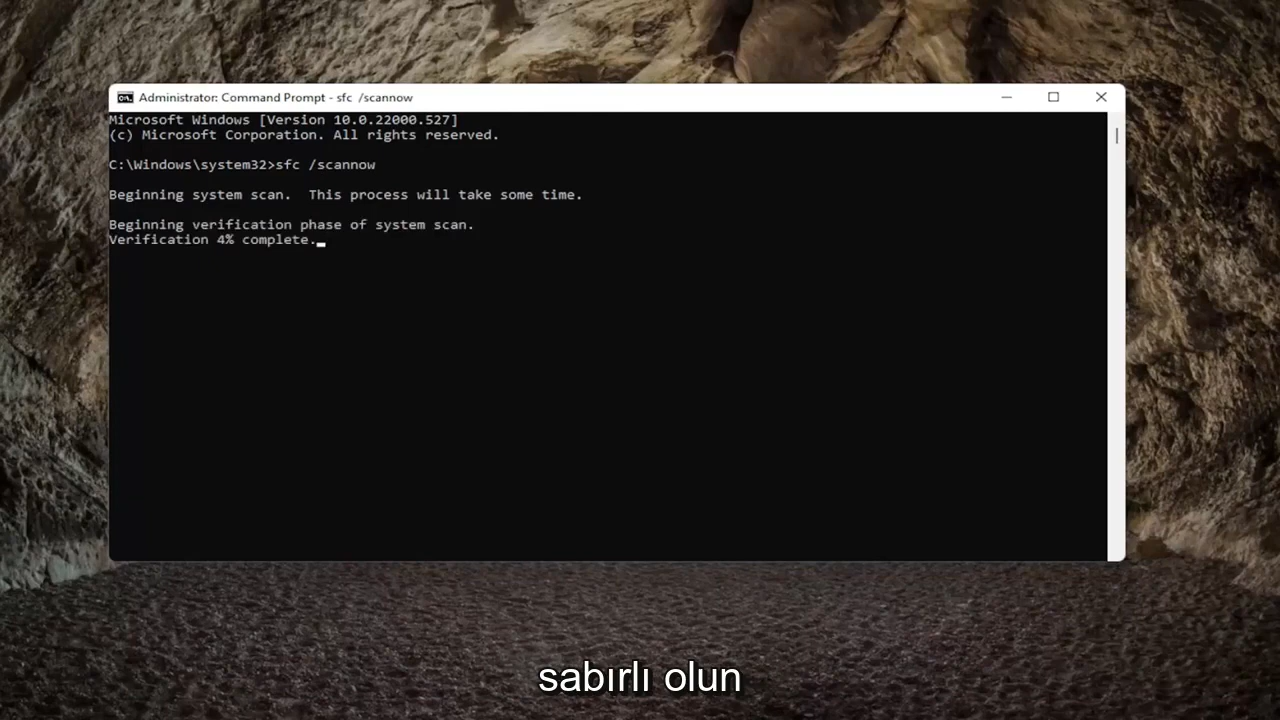 Administrator: Command Prompt - sfc /scannow
Microsoft Windows [Version 10.0.22000.527]
(c) Microsoft Corporation. All rights reserved.
C:\Windows\system32>sfc /scannow
Beginning system scan.  This process will take some time.
Beginning verification phase of system scan.
Verification 4% complete.
sabırlı olun